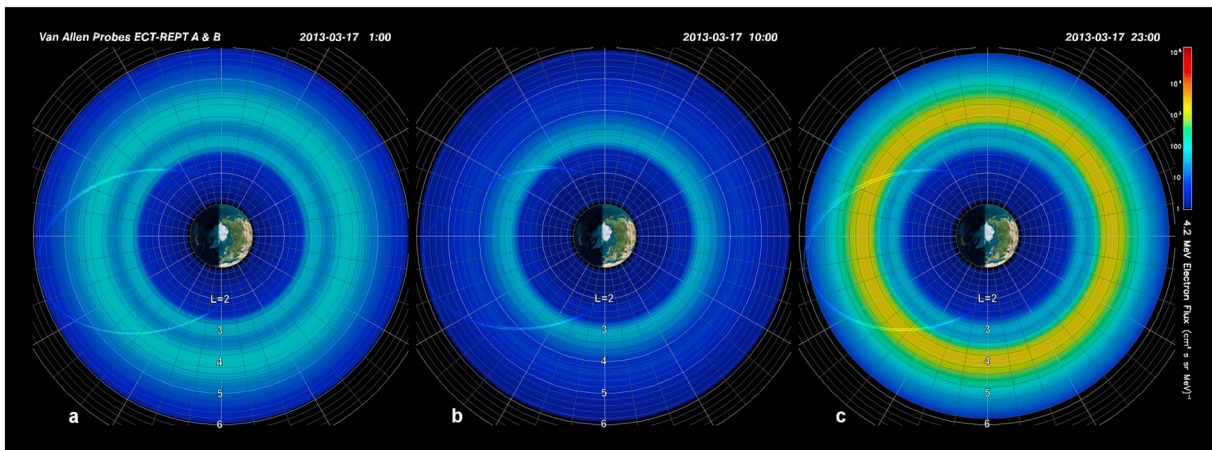 Van Allen Probes ECT-REPT A & B
2013-03-17 1:00
2013-03-17 10:00
2013-03-17 23:00
10⁵
10⁴
10³
100
10
1
4.2 MeV Electron Flux (cm² s sr MeV)⁻¹
L=2
3
4
5
6
a
L=2
3
4
5
6
b
L=2
3
4
5
6
c